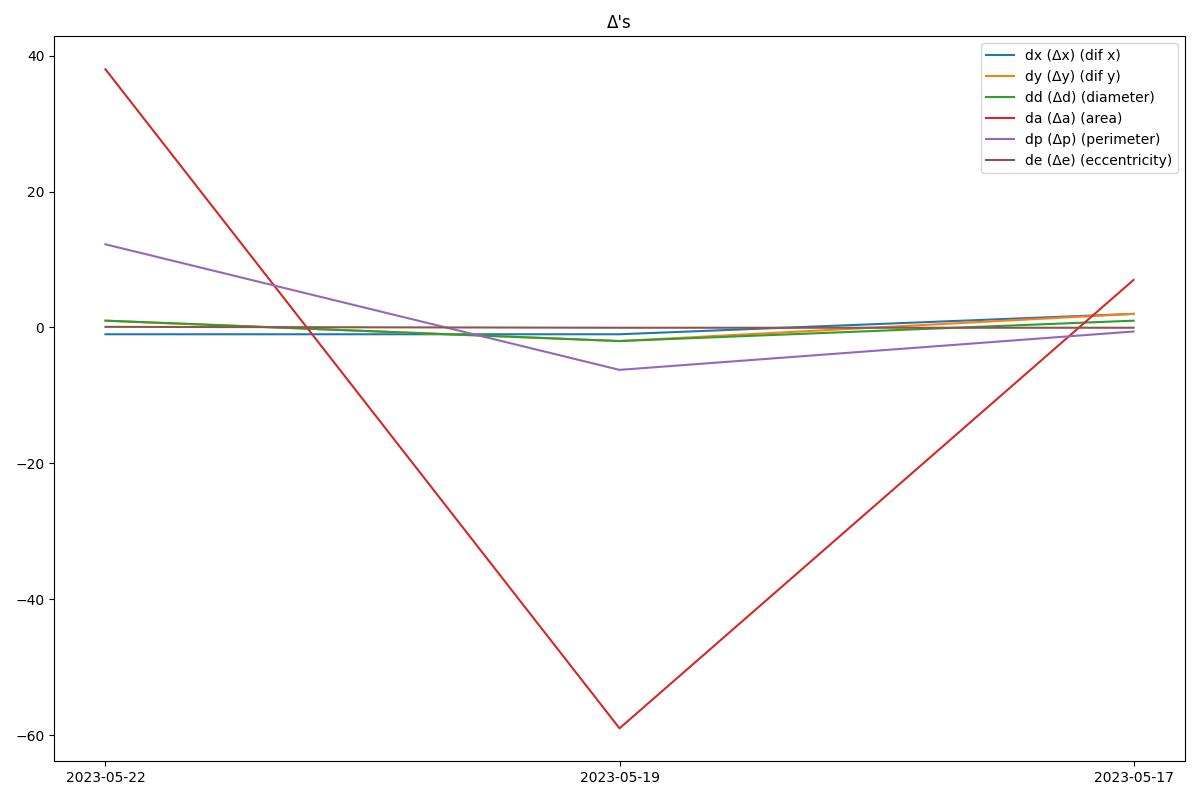 Δ's
dx (Δx) (dif x)
dy (Δy) (dif y)
dd (Δd) (diameter)
da (Δa) (area)
dp (Δp) (perimeter)
de (Δe) (eccentricity)
40
20
0
−20
−40
−60
2023-05-22 2023-05-19 2023-05-17